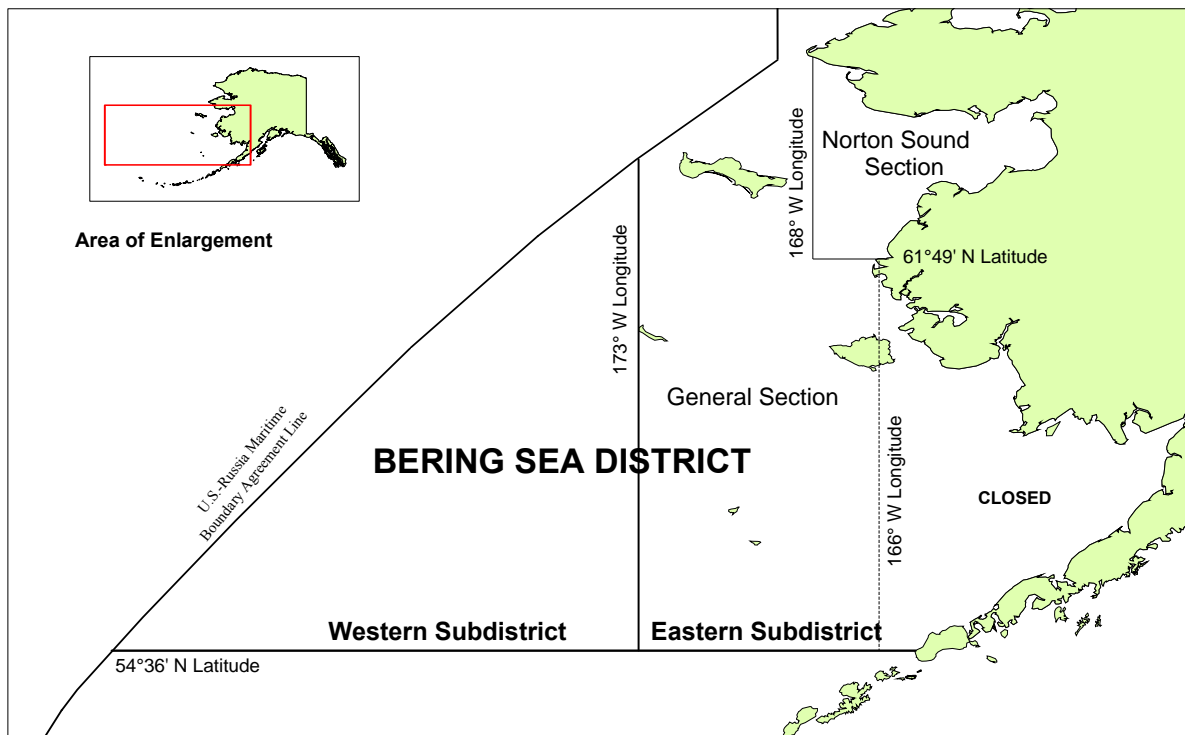 Area of Enlargement
168° W Longitude
Norton Sound
Section
61°49' N Latitude
173° W Longitude
General Section
U.S.-Russia Maritime
Boundary Agreement Line
BERING SEA DISTRICT
166° W Longitude
CLOSED
Western Subdistrict
Eastern Subdistrict
54°36' N Latitude